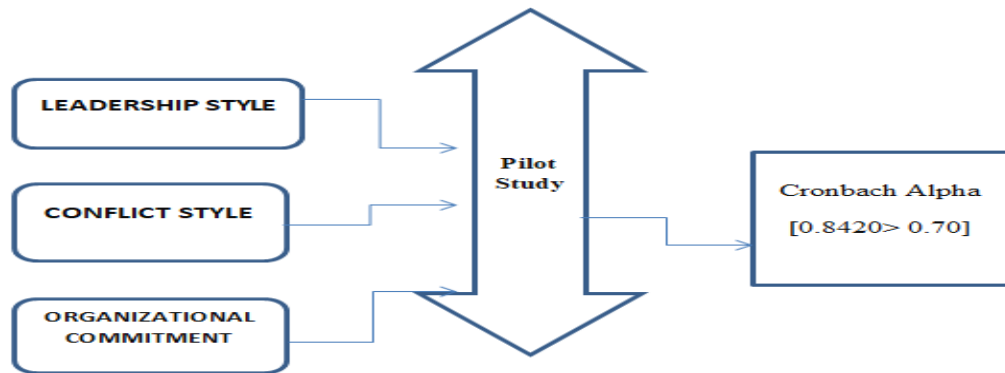 LEADERSHIP STYLE
CONFLICT STYLE
ORGANIZATIONAL
COMMITMENT
Pilot
Study
Cronbach Alpha
[0.8420> 0.70]